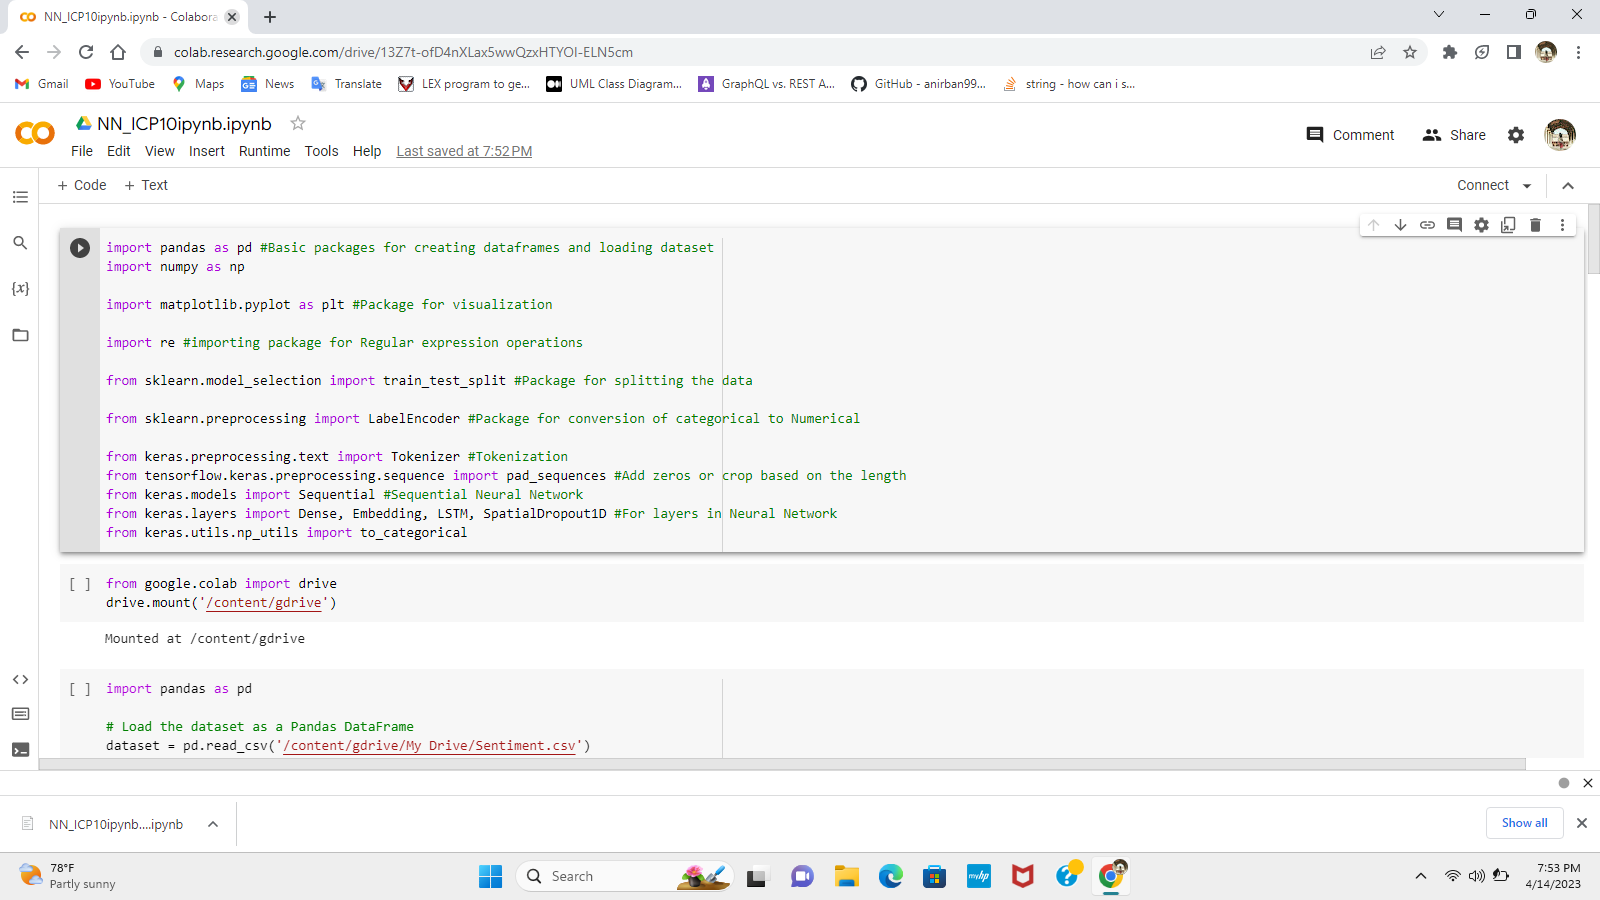 NN_ICP10ipynb.ipynb - Colabora
colab.research.google.com/drive/13Z7t-ofD4nXLax5wwQzxHTYOI-ELN5cm
Gmail YouTube Maps News Translate LEX program to ge... UML Class Diagram... GraphQL vs. REST A... GitHub - anirban99... string - how can i s...
NN_ICP10ipynb.ipynb
File Edit View Insert Runtime Tools Help Last saved at 7:52 PM
Comment Share
+ Code + Text
Connect
import pandas as pd #Basic packages for creating dataframes and loading dataset
import numpy as np
import matplotlib.pyplot as plt #Package for visualization
import re #importing package for Regular expression operations
from sklearn.model_selection import train_test_split #Package for splitting the data
from sklearn.preprocessing import LabelEncoder #Package for conversion of categorical to Numerical
from keras.preprocessing.text import Tokenizer #Tokenization
from tensorflow.keras.preprocessing.sequence import pad_sequences #Add zeros or crop based on the length
from keras.models import Sequential #Sequential Neural Network
from keras.layers import Dense, Embedding, LSTM, SpatialDropout1D #For layers in Neural Network
from keras.utils.np_utils import to_categorical
[ ] from google.colab import drive
drive.mount('/content/gdrive')
Mounted at /content/gdrive
[ ] import pandas as pd
# Load the dataset as a Pandas DataFrame
dataset = pd.read_csv('/content/gdrive/My Drive/Sentiment.csv')
NN_ICP10ipynb....ipynb
Show all
78°F
Partly sunny
Search
myhp
7:53 PM
4/14/2023